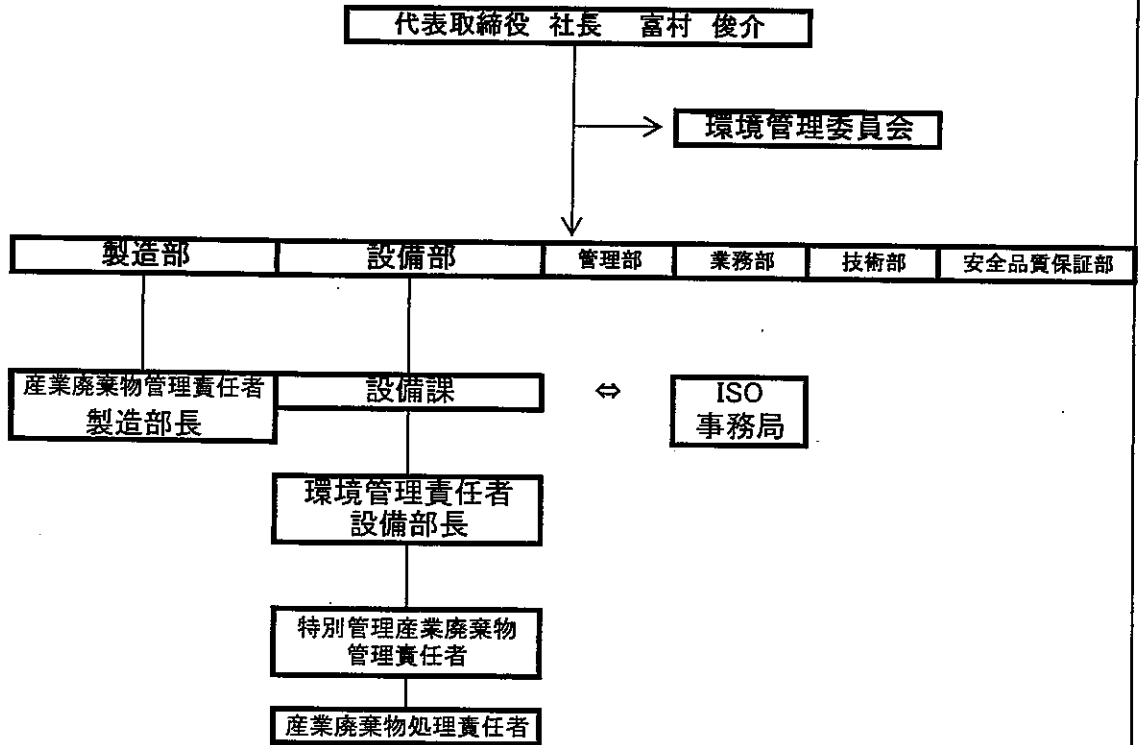 代表取締役 社長 富村 俊介
環境管理委員会
製造部 設備部 管理部 業務部 技術部 安全品質保証部
産業廃棄物管理責任者
製造部長
設備課
⇔
ISO
事務局
環境管理責任者
設備部長
特別管理産業廃棄物
管理責任者
産業廃棄物処理責任者